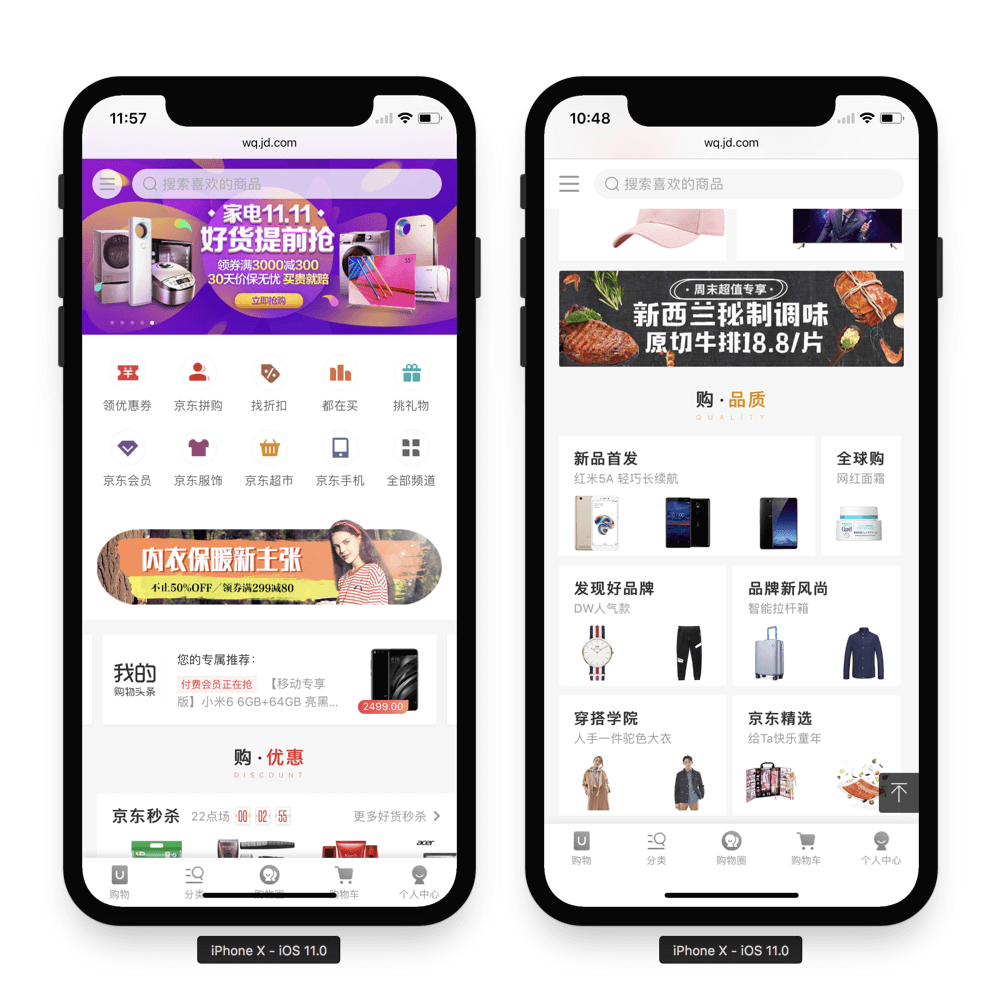 11:57
wq.jd.com
搜索喜欢的商品
家电11.11
好货提前抢
领券满3000减300
30天价保无忧 买贵就赔
立即抢购
领优惠券
京东拼购
找折扣
都在买
挑礼物
京东会员
京东服饰
京东超市
京东手机
全部频道
内衣保暖新主张
不止50%OFF／领券满299减80
我的
购物头条
您的专属推荐：
付费会员正在抢 【移动专享
版】小米6 6GB+64GB 亮黑...
2499.00
购·优惠
DISCOUNT
京东秒杀
22点场
00
02
55
更多好货秒杀
acer
购物
分类
购物圈
购物车
个人中心
iPhone X - iOS 11.0
10:48
wq.jd.com
搜索喜欢的商品
·周末超值专享·
新西兰秘制调味
原切牛排18.8/片
购·品质
QUALITY
新品首发
红米5A 轻巧长续航
全球购
网红面霜
Curél
发现好品牌
DW人气款
品牌新风尚
智能拉杆箱
穿搭学院
人手一件驼色大衣
京东精选
给Ta快乐童年
购物
分类
购物圈
购物车
个人中心
iPhone X - iOS 11.0